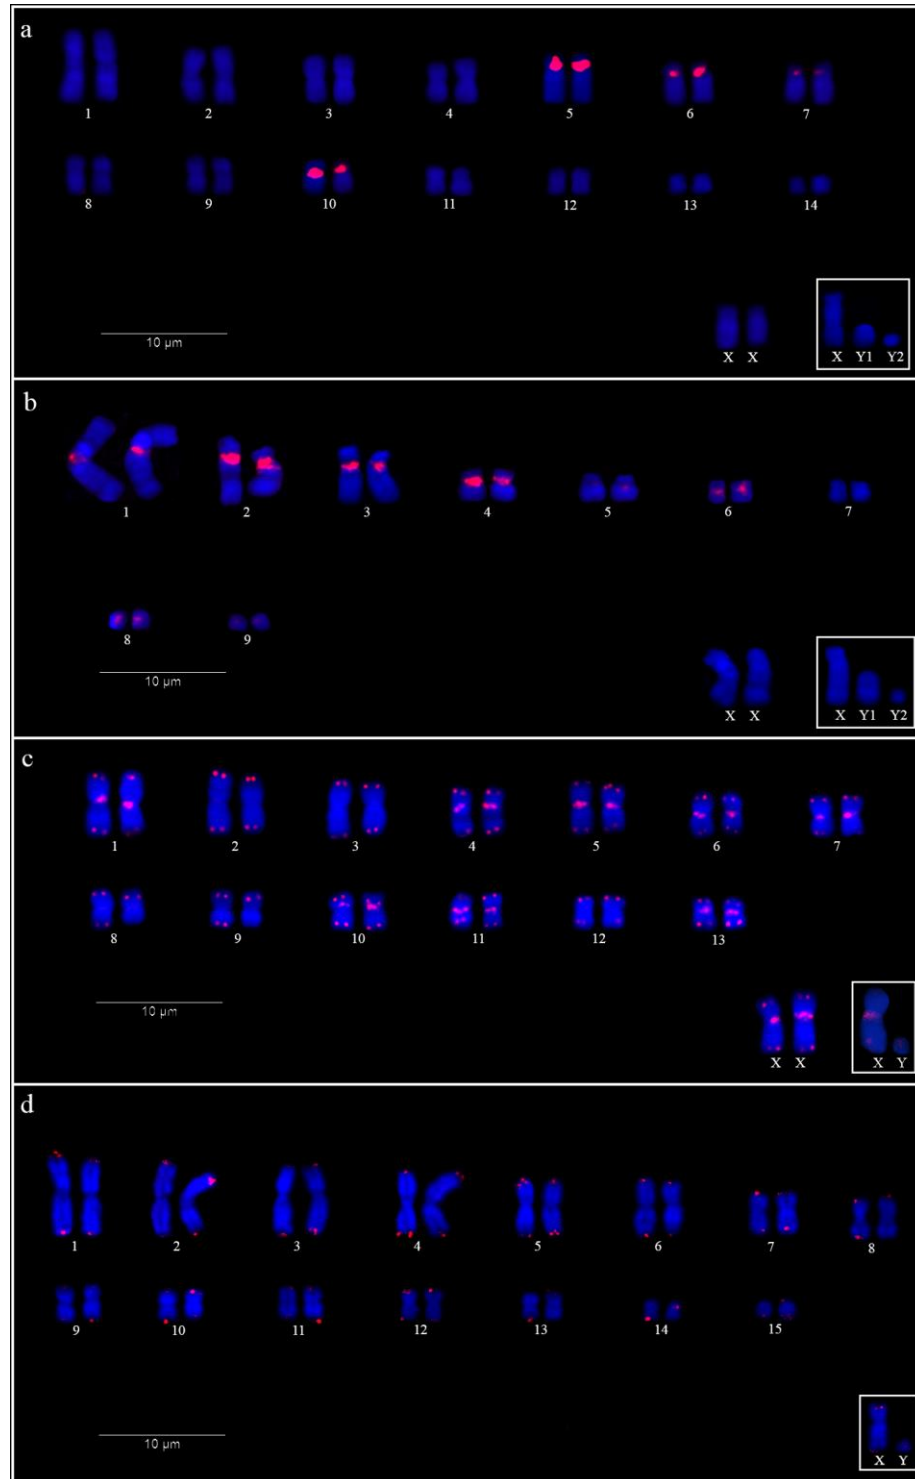 a
1 2 3 4 5 6 7
8 9 10 11 12 13 14
10 µm
X X
X Y1 Y2
b
1 2 3 4 5 6 7
8 9
10 µm
X X
X Y1 Y2
c
1 2 3 4 5 6 7
8 9 10 11 12 13
10 µm
X X
X Y
d
1 2 3 4 5 6 7 8
9 10 11 12 13 14 15
10 µm
X Y